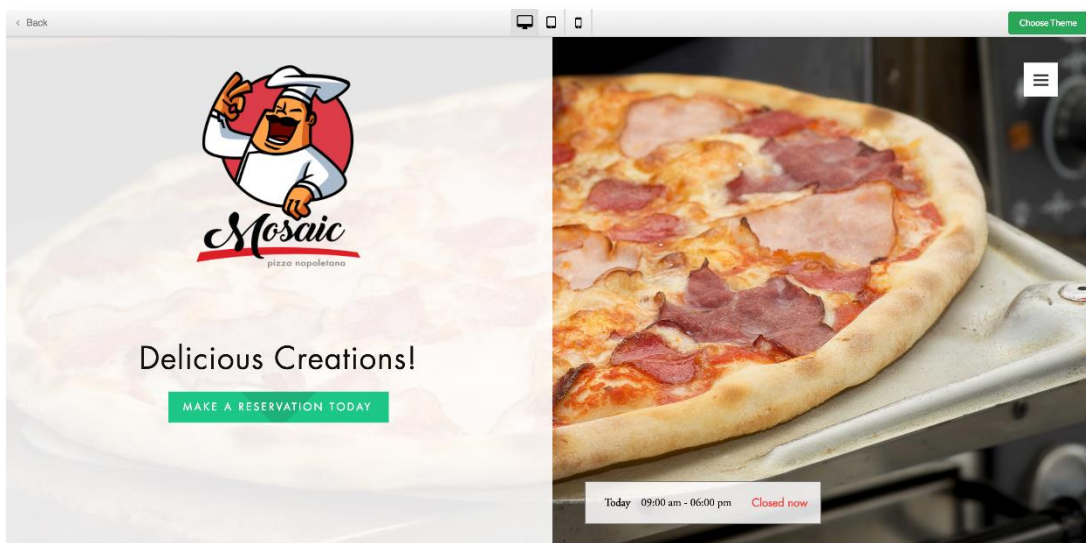 Back
Choose Theme
Mosaic
pizza napoletana
Delicious Creations!
MAKE A RESERVATION TODAY
Today 09:00 am - 06:00 pm Closed now